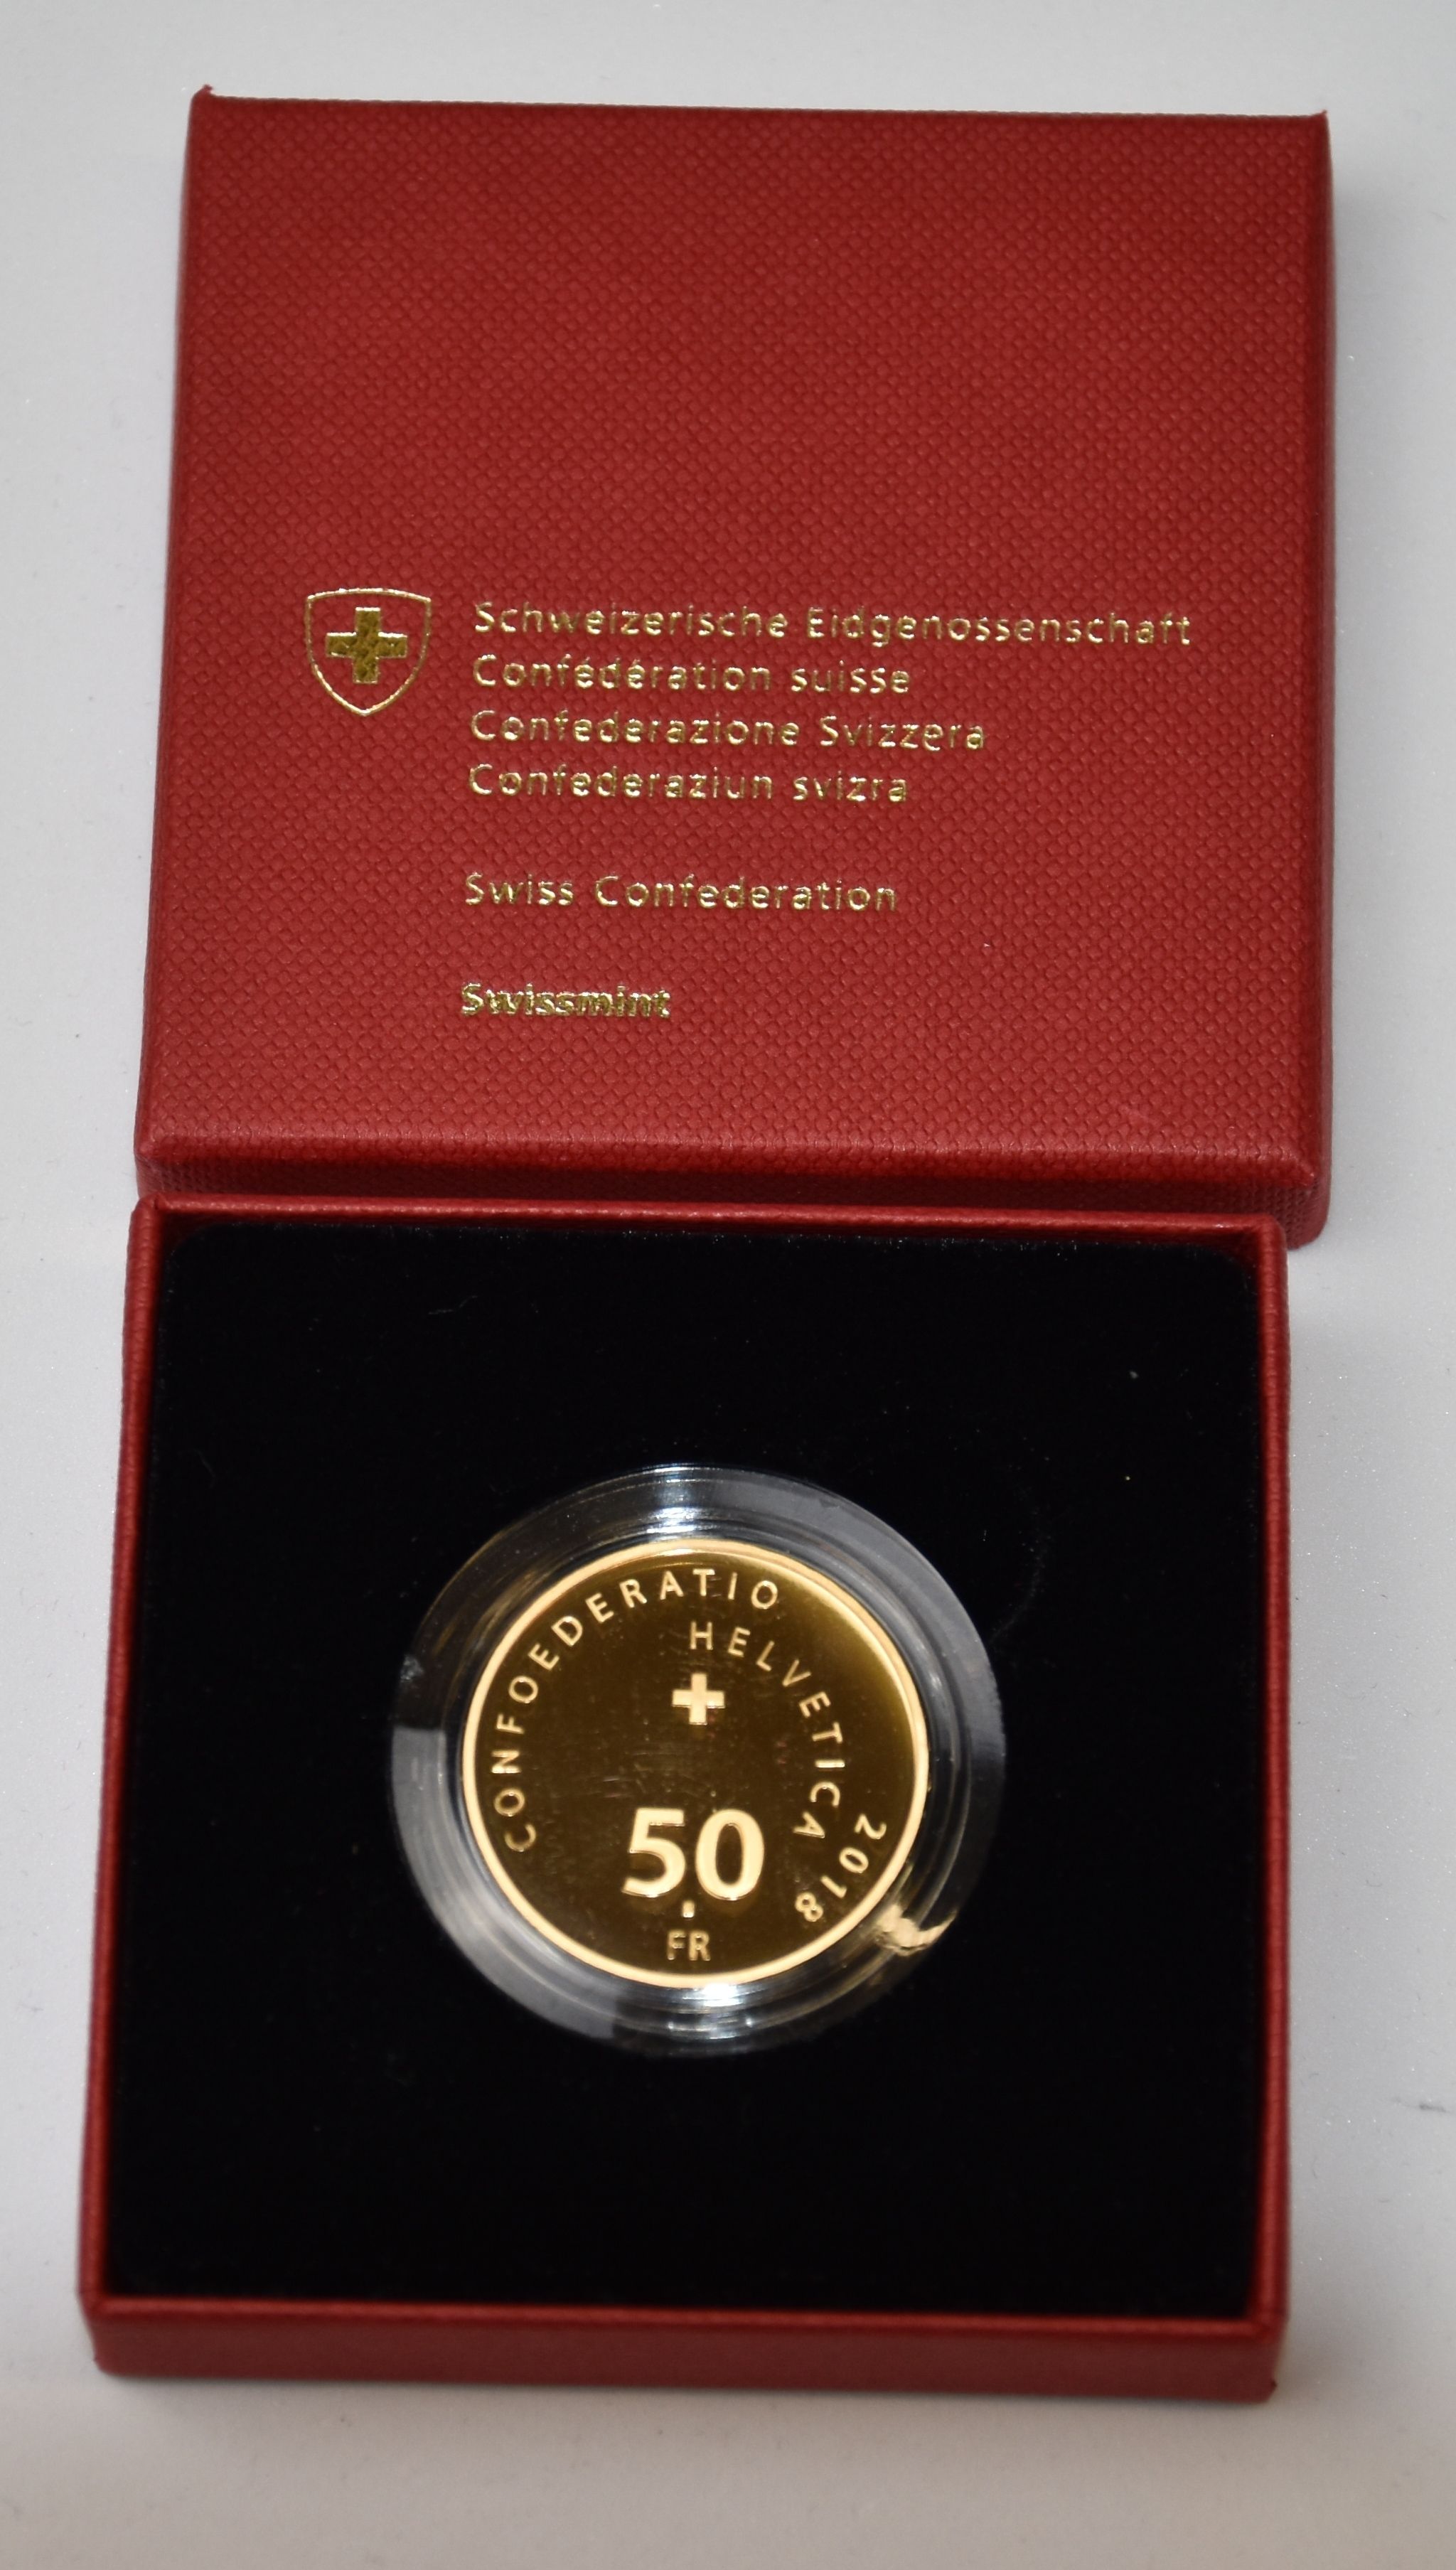 Schweizerische Eidgenossenschaft
Confédération suisse
Confederazione Svizzera
Confederaziun svizra
Swiss Confederation
Swissmint
CONFOEDERATIO
HELVETICA
2018
50
FR